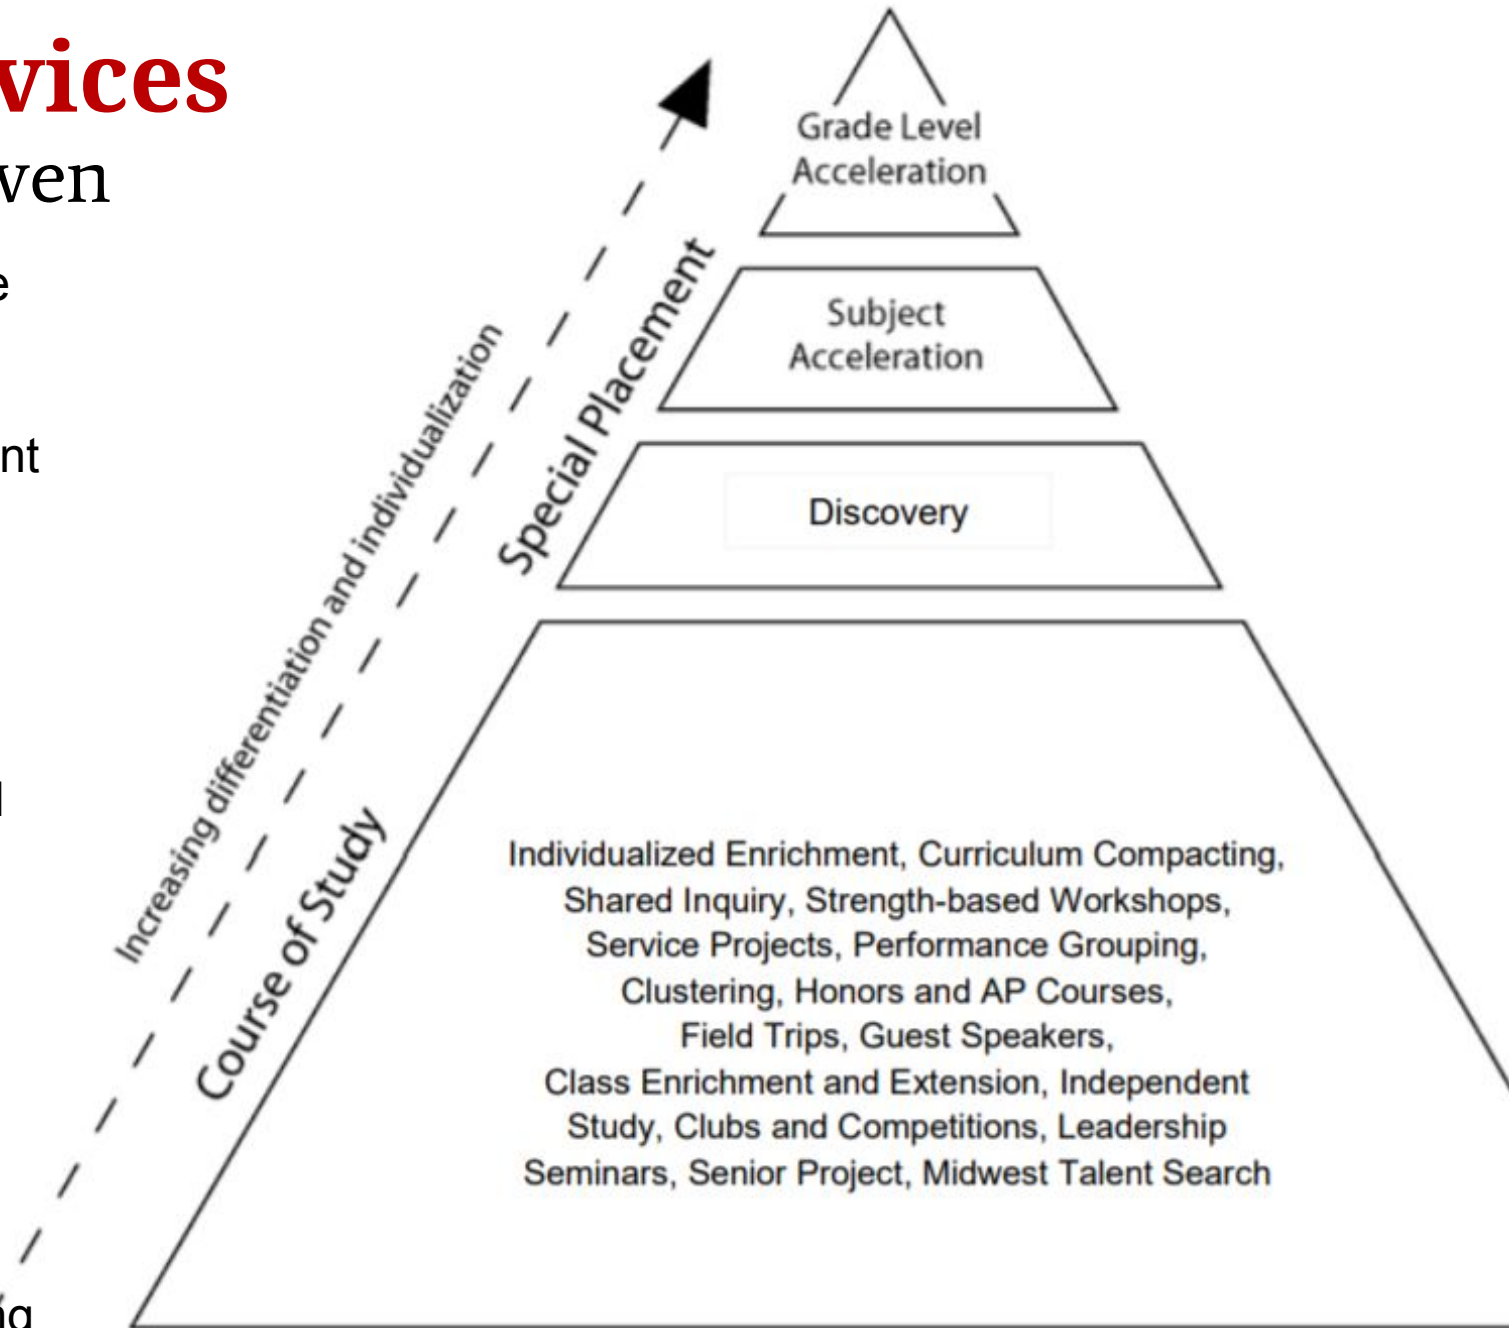 vices
ven
e
nt
l
ng
Increasing differentiation and individualization
Special Placement
Course of Study
Grade Level
Acceleration
Subject
Acceleration
Discovery
Individualized Enrichment, Curriculum Compacting,
Shared Inquiry, Strength-based Workshops,
Service Projects, Performance Grouping,
Clustering, Honors and AP Courses,
Field Trips, Guest Speakers,
Class Enrichment and Extension, Independent
Study, Clubs and Competitions, Leadership
Seminars, Senior Project, Midwest Talent Search